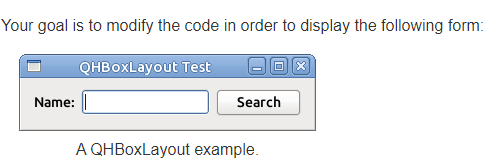 Your goal is to modify the code in order to display the following form:
QHBoxLayout Test
Name: Search
A QHBoxLayout example.